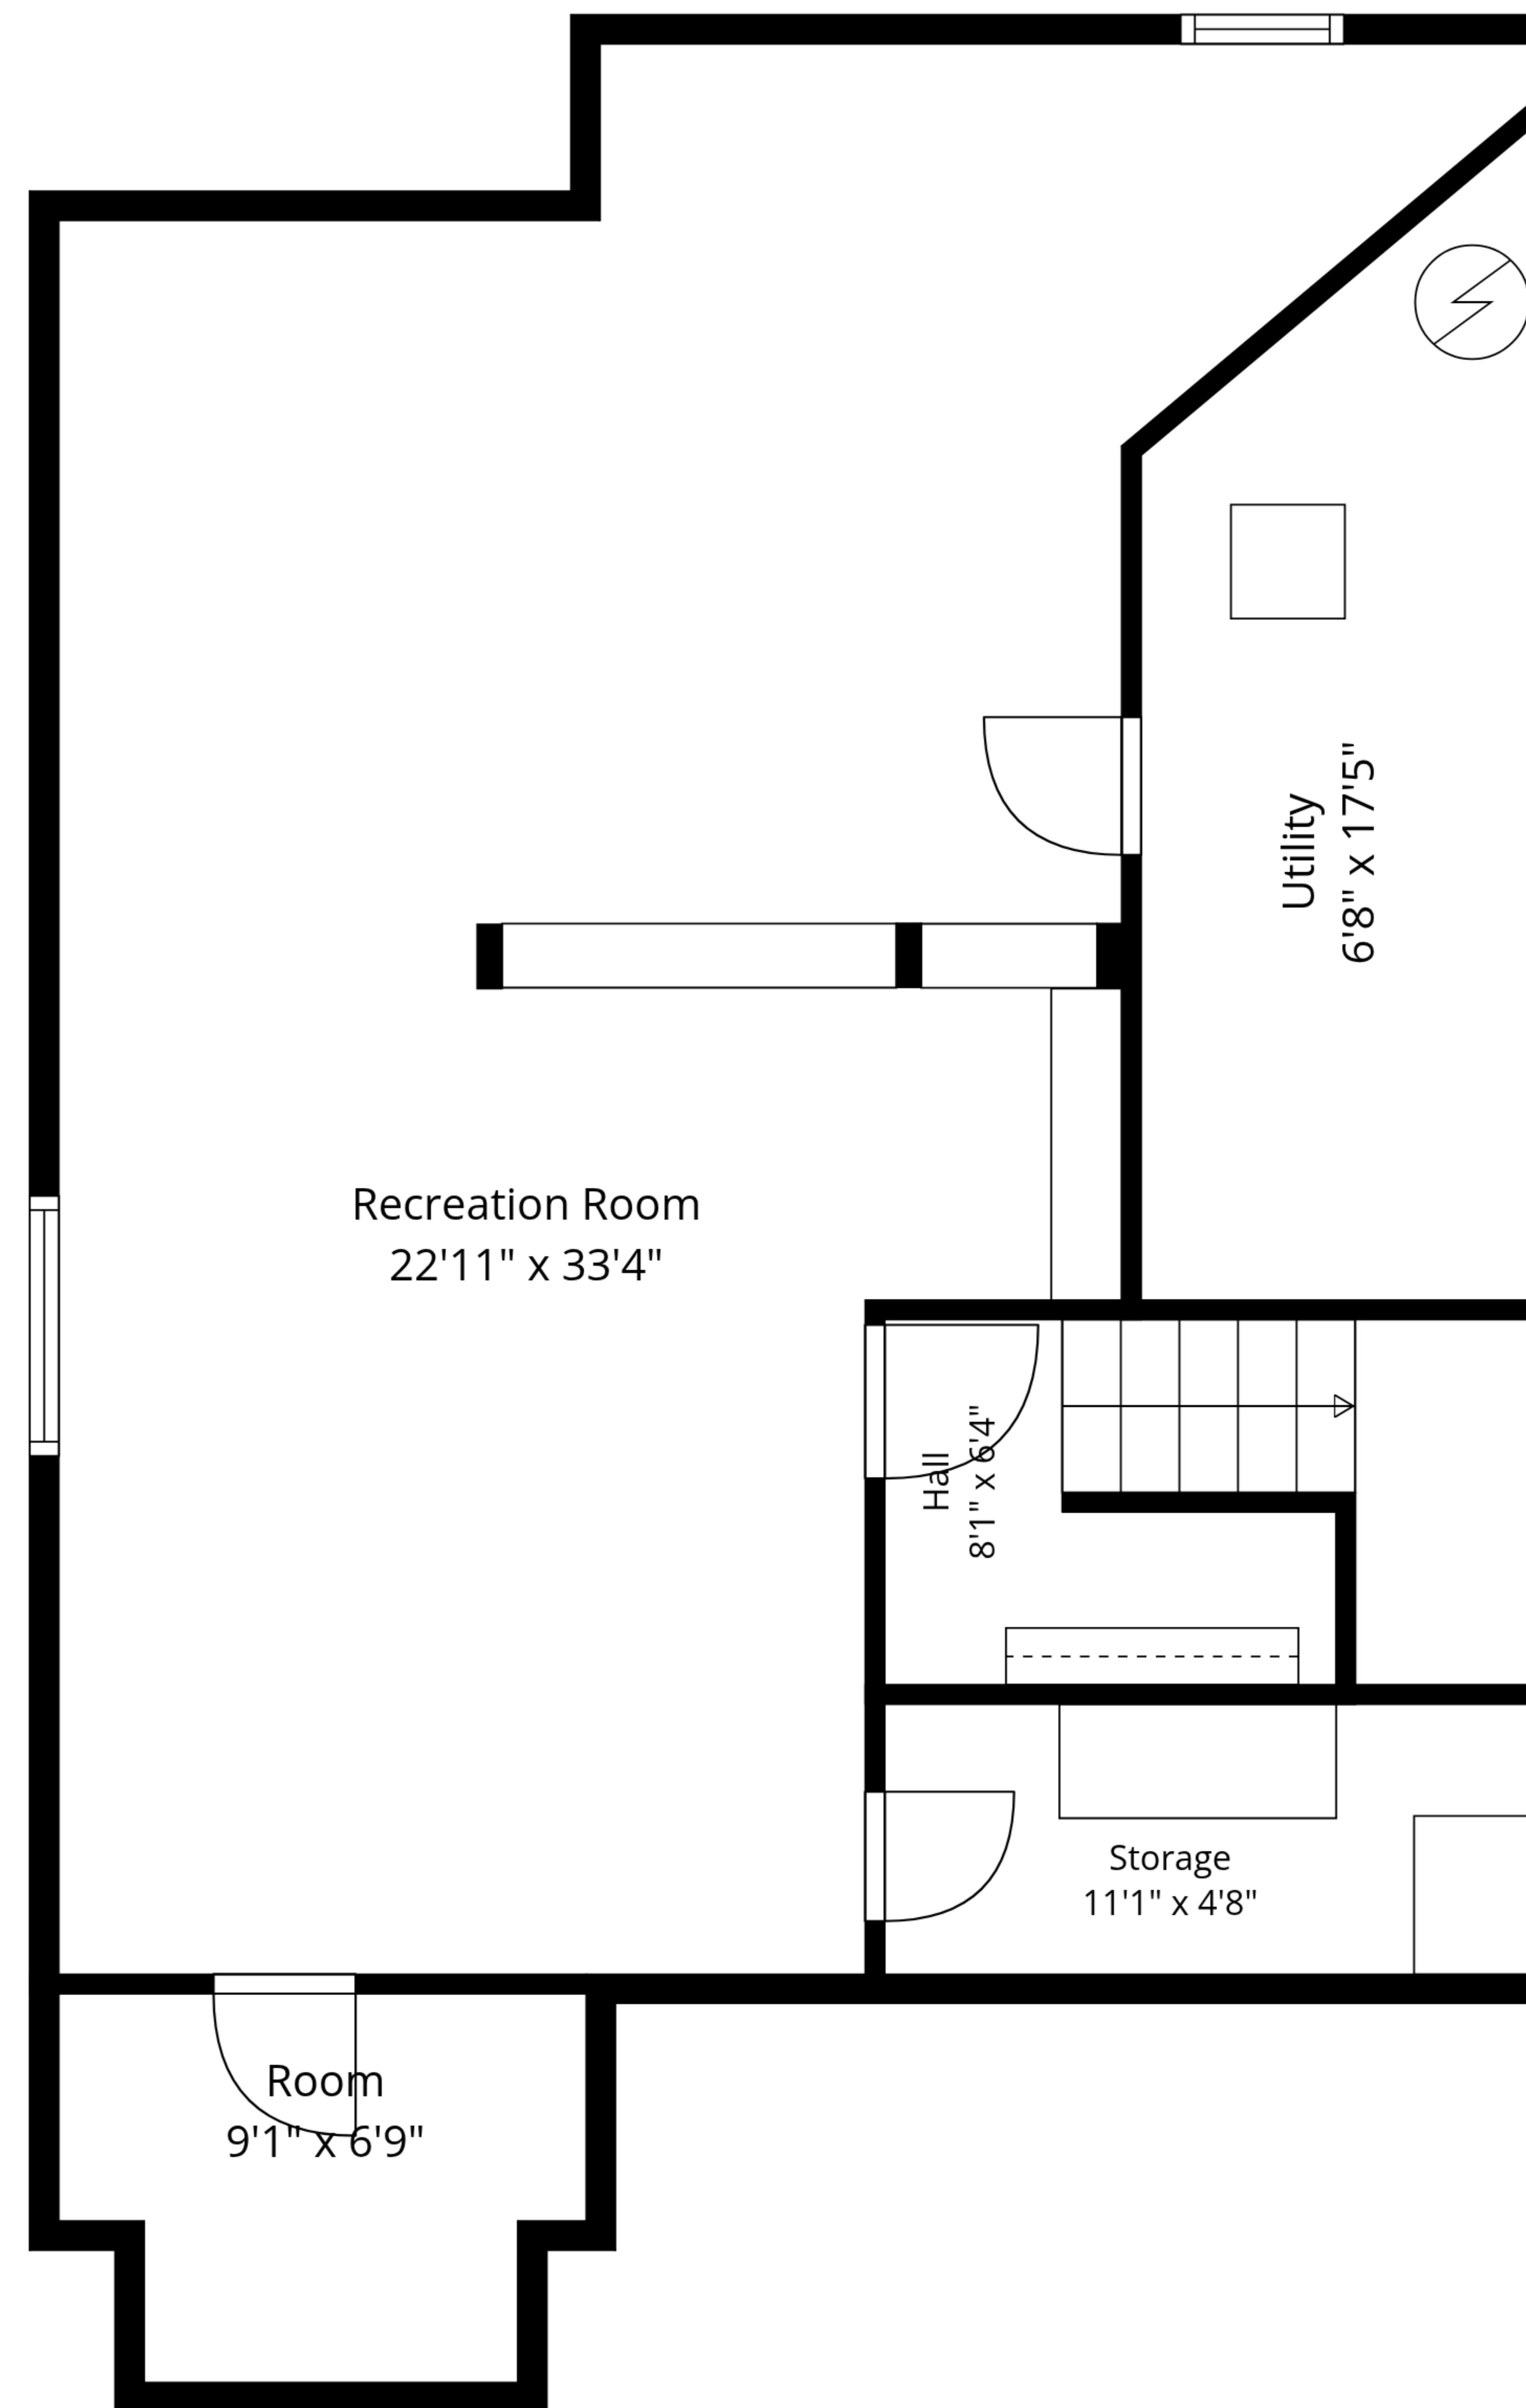 Utility
6'8" x 17'5"
Recreation Room
22'11" x 33'4"
Hall
8'1" x 6'4"
Storage
11'1" x 4'8"
Room
9'1" x 6'9"